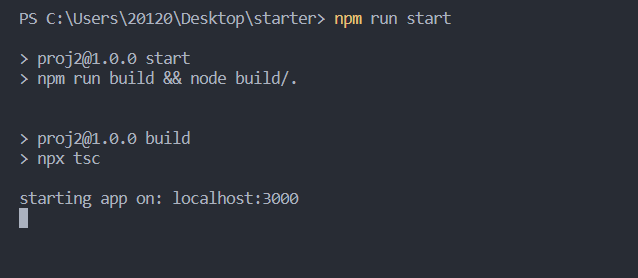 PS C:\Users\20120\Desktop\starter> npm run start
> proj2@1.0.0 start
> npm run build && node build/.
> proj2@1.0.0 build
> npx tsc
starting app on: localhost:3000